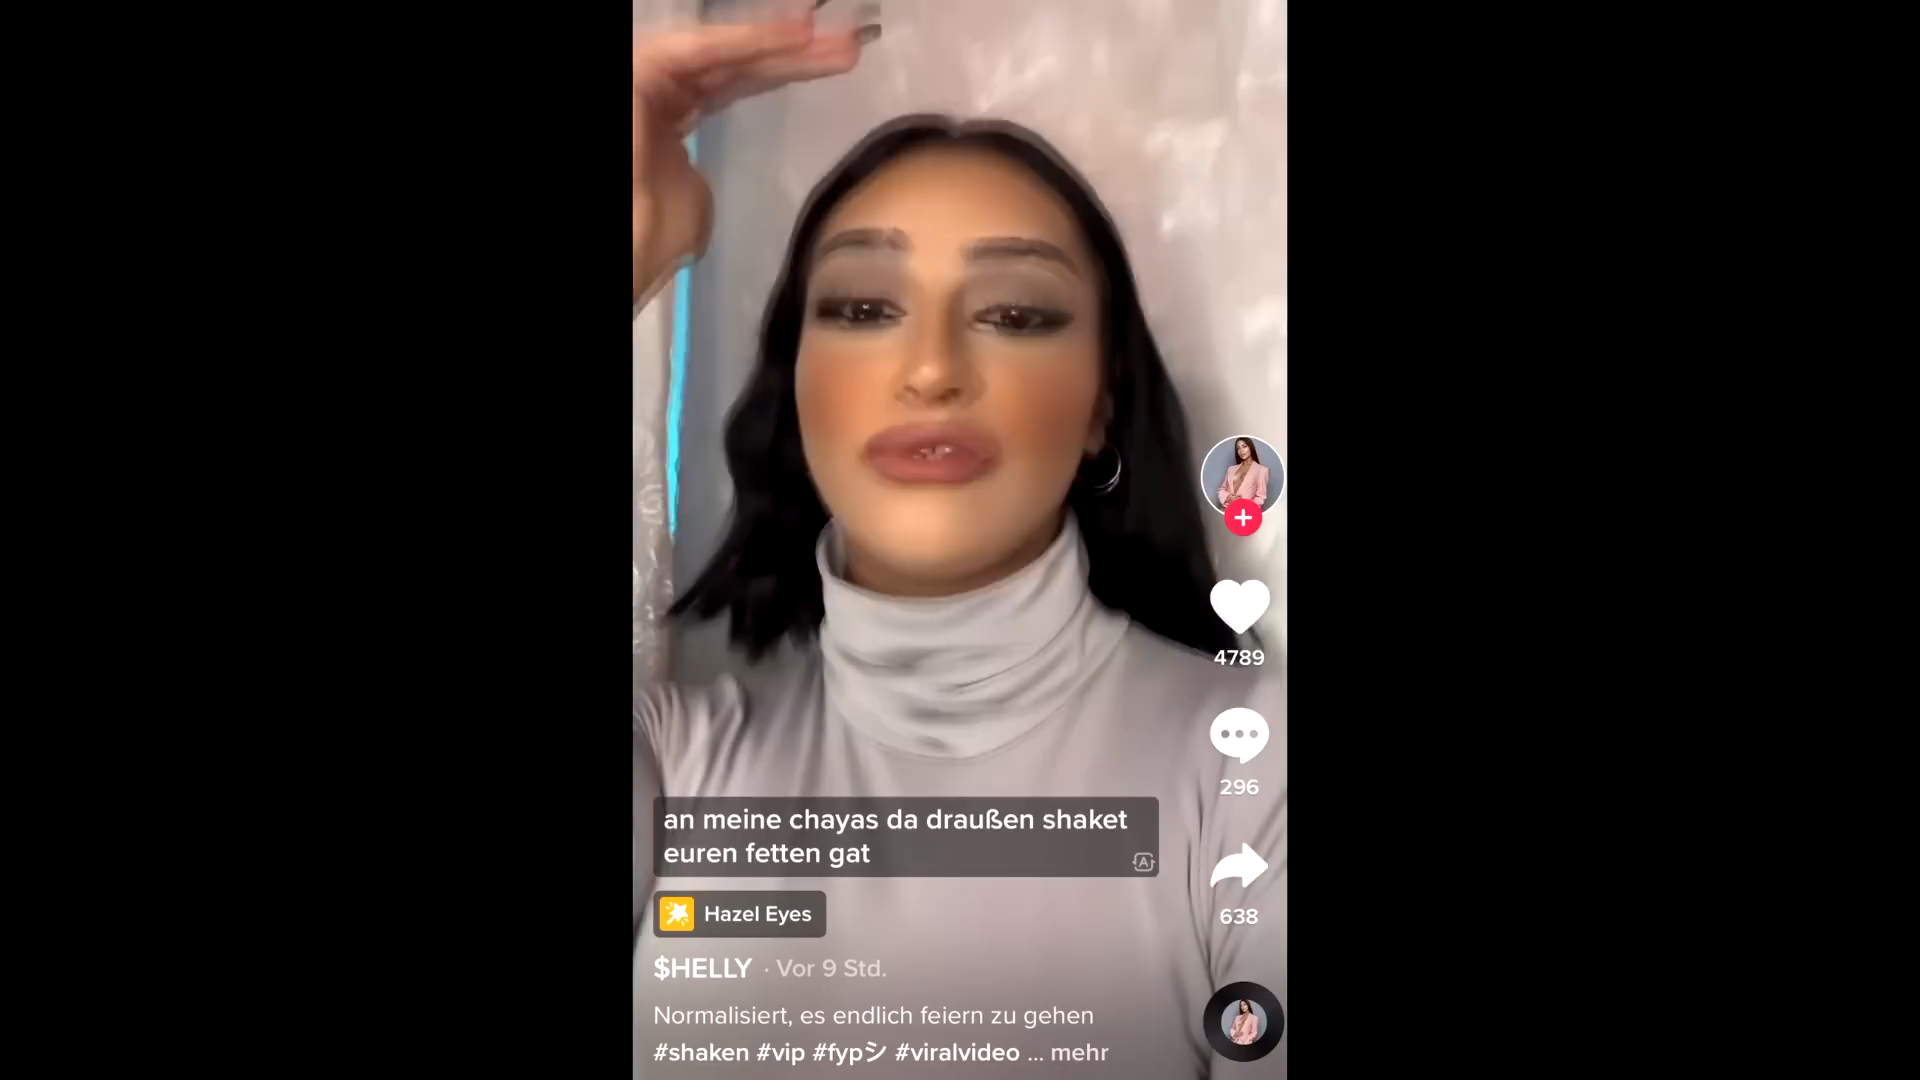 4789
296
638
an meine chayas da draußen shaket
euren fetten gat
A
Hazel Eyes
$HELLY · Vor 9 Std.
Normalisiert, es endlich feiern zu gehen
#shaken #vip #fypシ #viralvideo ... mehr